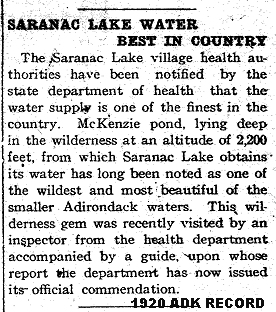 SARANAC LAKE WATER
BEST IN COUNTRY
The Saranac Lake village health au-
thorities have been notified by the
state department of health that the
water supply is one of the finest in the
country. McKenzie pond, lying deep
in the wilderness at an altitude of 2,200
feet, from which Saranac Lake obtains
its water has long been noted as one of
the wildest and most beautiful of the
smaller Adirondack waters. This wil-
derness gem was recently visited by an
inspector from the health department
accompanied by a guide, upon whose
report the department has now issued
its official commendation.
1920 ADK RECORD